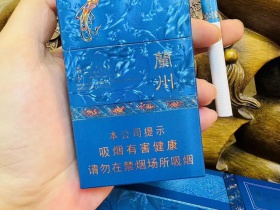 蘭州
本公司提示
吸烟有害健康
请勿在禁烟场所吸烟